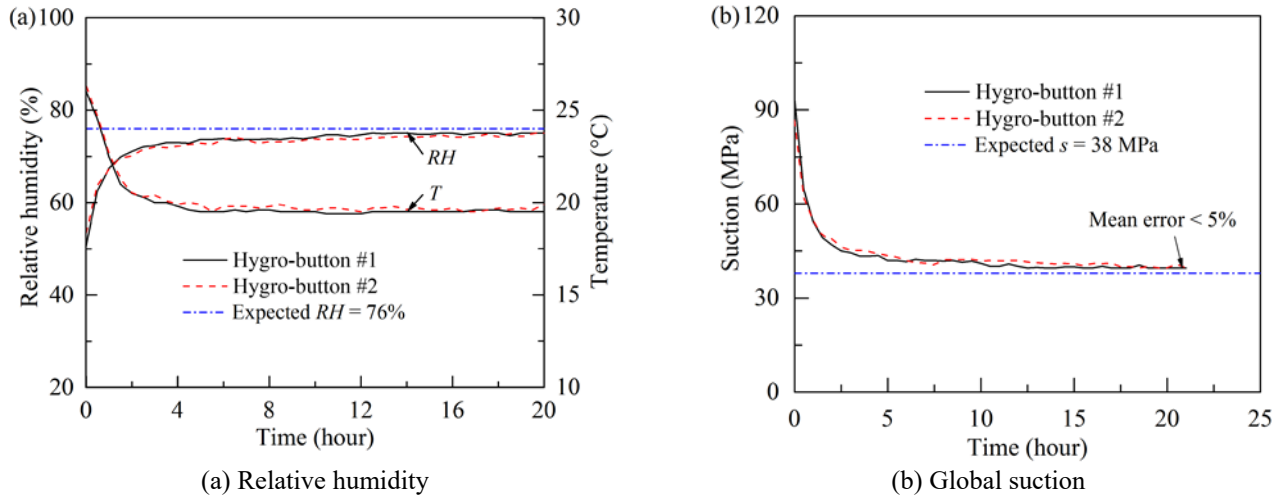 (a)
100
80
60
40
20
Relative humidity (%)
30
25
20
15
10
Temperature (°C)
RH
T
Hygro-button #1
Hygro-button #2
Expected RH = 76%
0 4 8 12 16 20
Time (hour)
(a) Relative humidity
(b)
120
90
60
30
0
Suction (MPa)
Hygro-button #1
Hygro-button #2
Expected s = 38 MPa
Mean error < 5%
0 5 10 15 20 25
Time (hour)
(b) Global suction